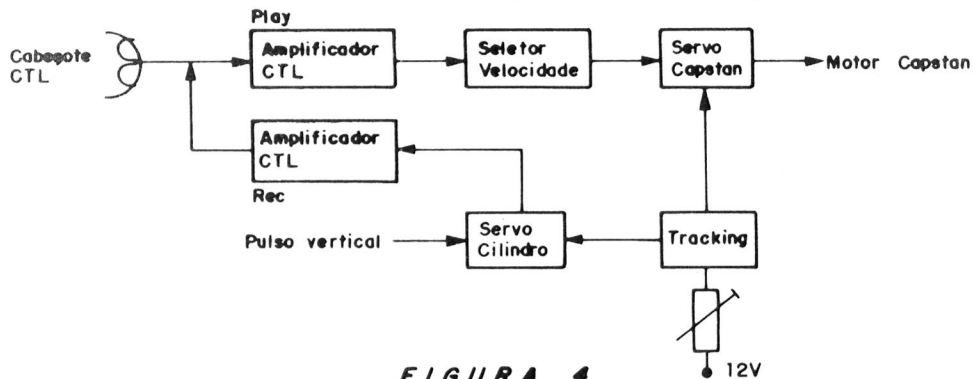 Play
Cabeçote
CTL
Amplificador
CTL
Seletor
Velocidade
Servo
Capstan
Motor Capstan
Amplificador
CTL
Rec
Pulso vertical
Servo
Cilindro
Tracking
12V
FIGURA 4